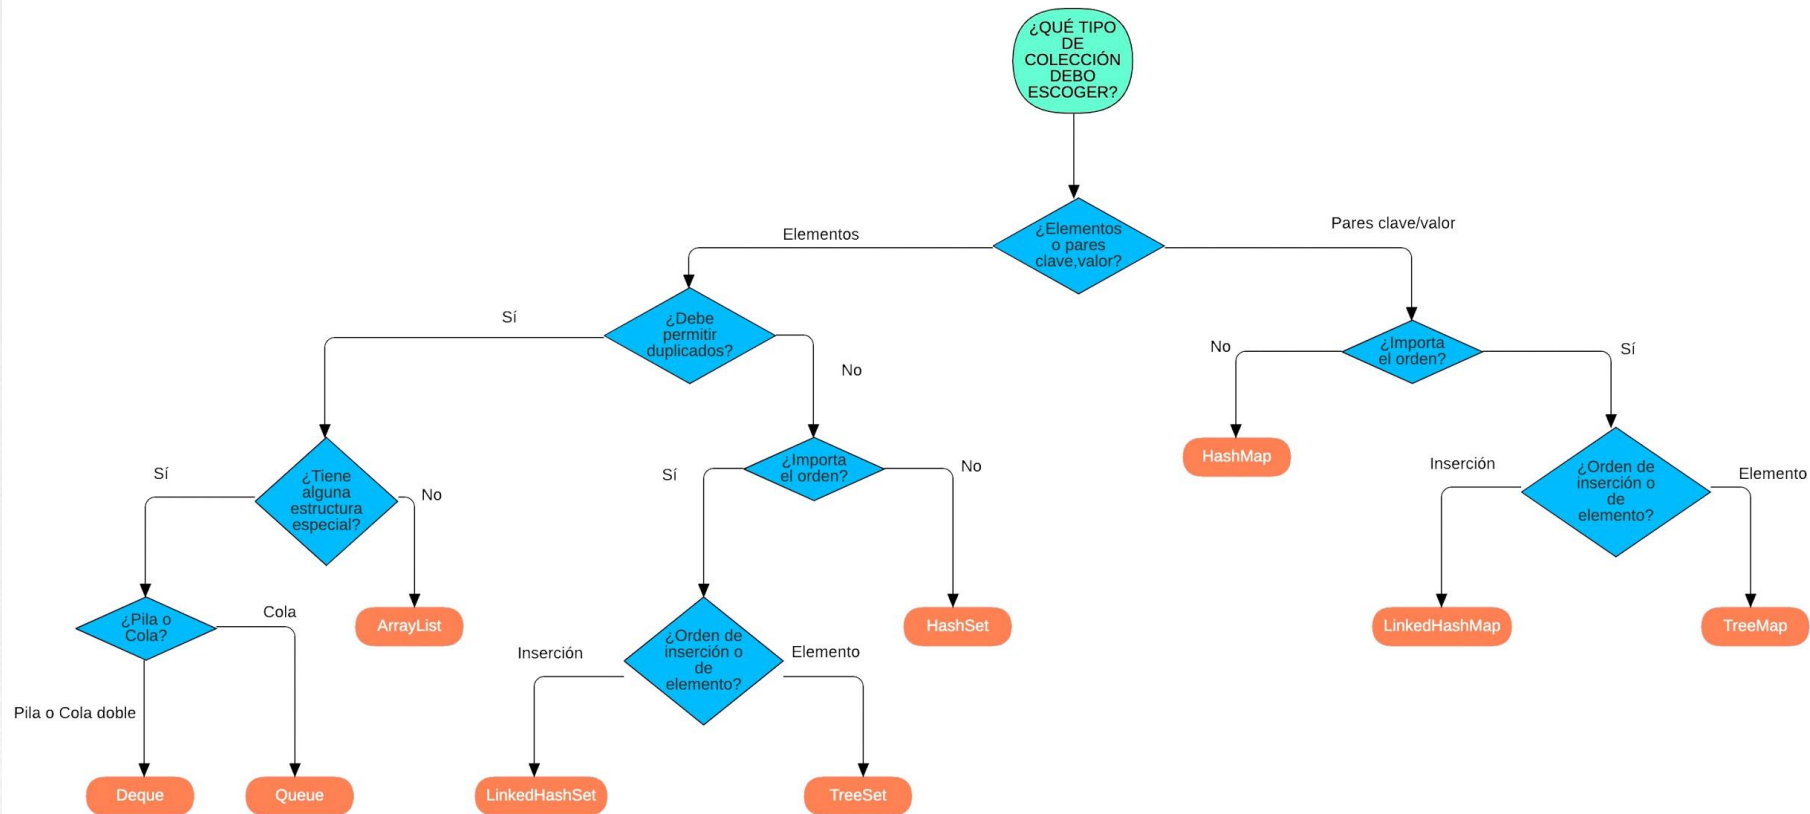 ¿QUÉ TIPO
DE
COLECCIÓN
DEBO
ESCOGER?
¿Elementos
o pares
clave,valor?
Elementos
Pares clave/valor
¿Debe
permitir
duplicados?
Sí
No
¿Importa
el orden?
No
Sí
HashMap
¿Tiene
alguna
estructura
especial?
Sí
No
¿Importa
el orden?
Sí
No
¿Orden de
inserción o
de
elemento?
Inserción
Elemento
¿Pila o
Cola?
Cola
Pila o Cola doble
ArrayList
¿Orden de
inserción o
de
elemento?
Inserción
Elemento
HashSet
LinkedHashMap
TreeMap
Deque
Queue
LinkedHashSet
TreeSet